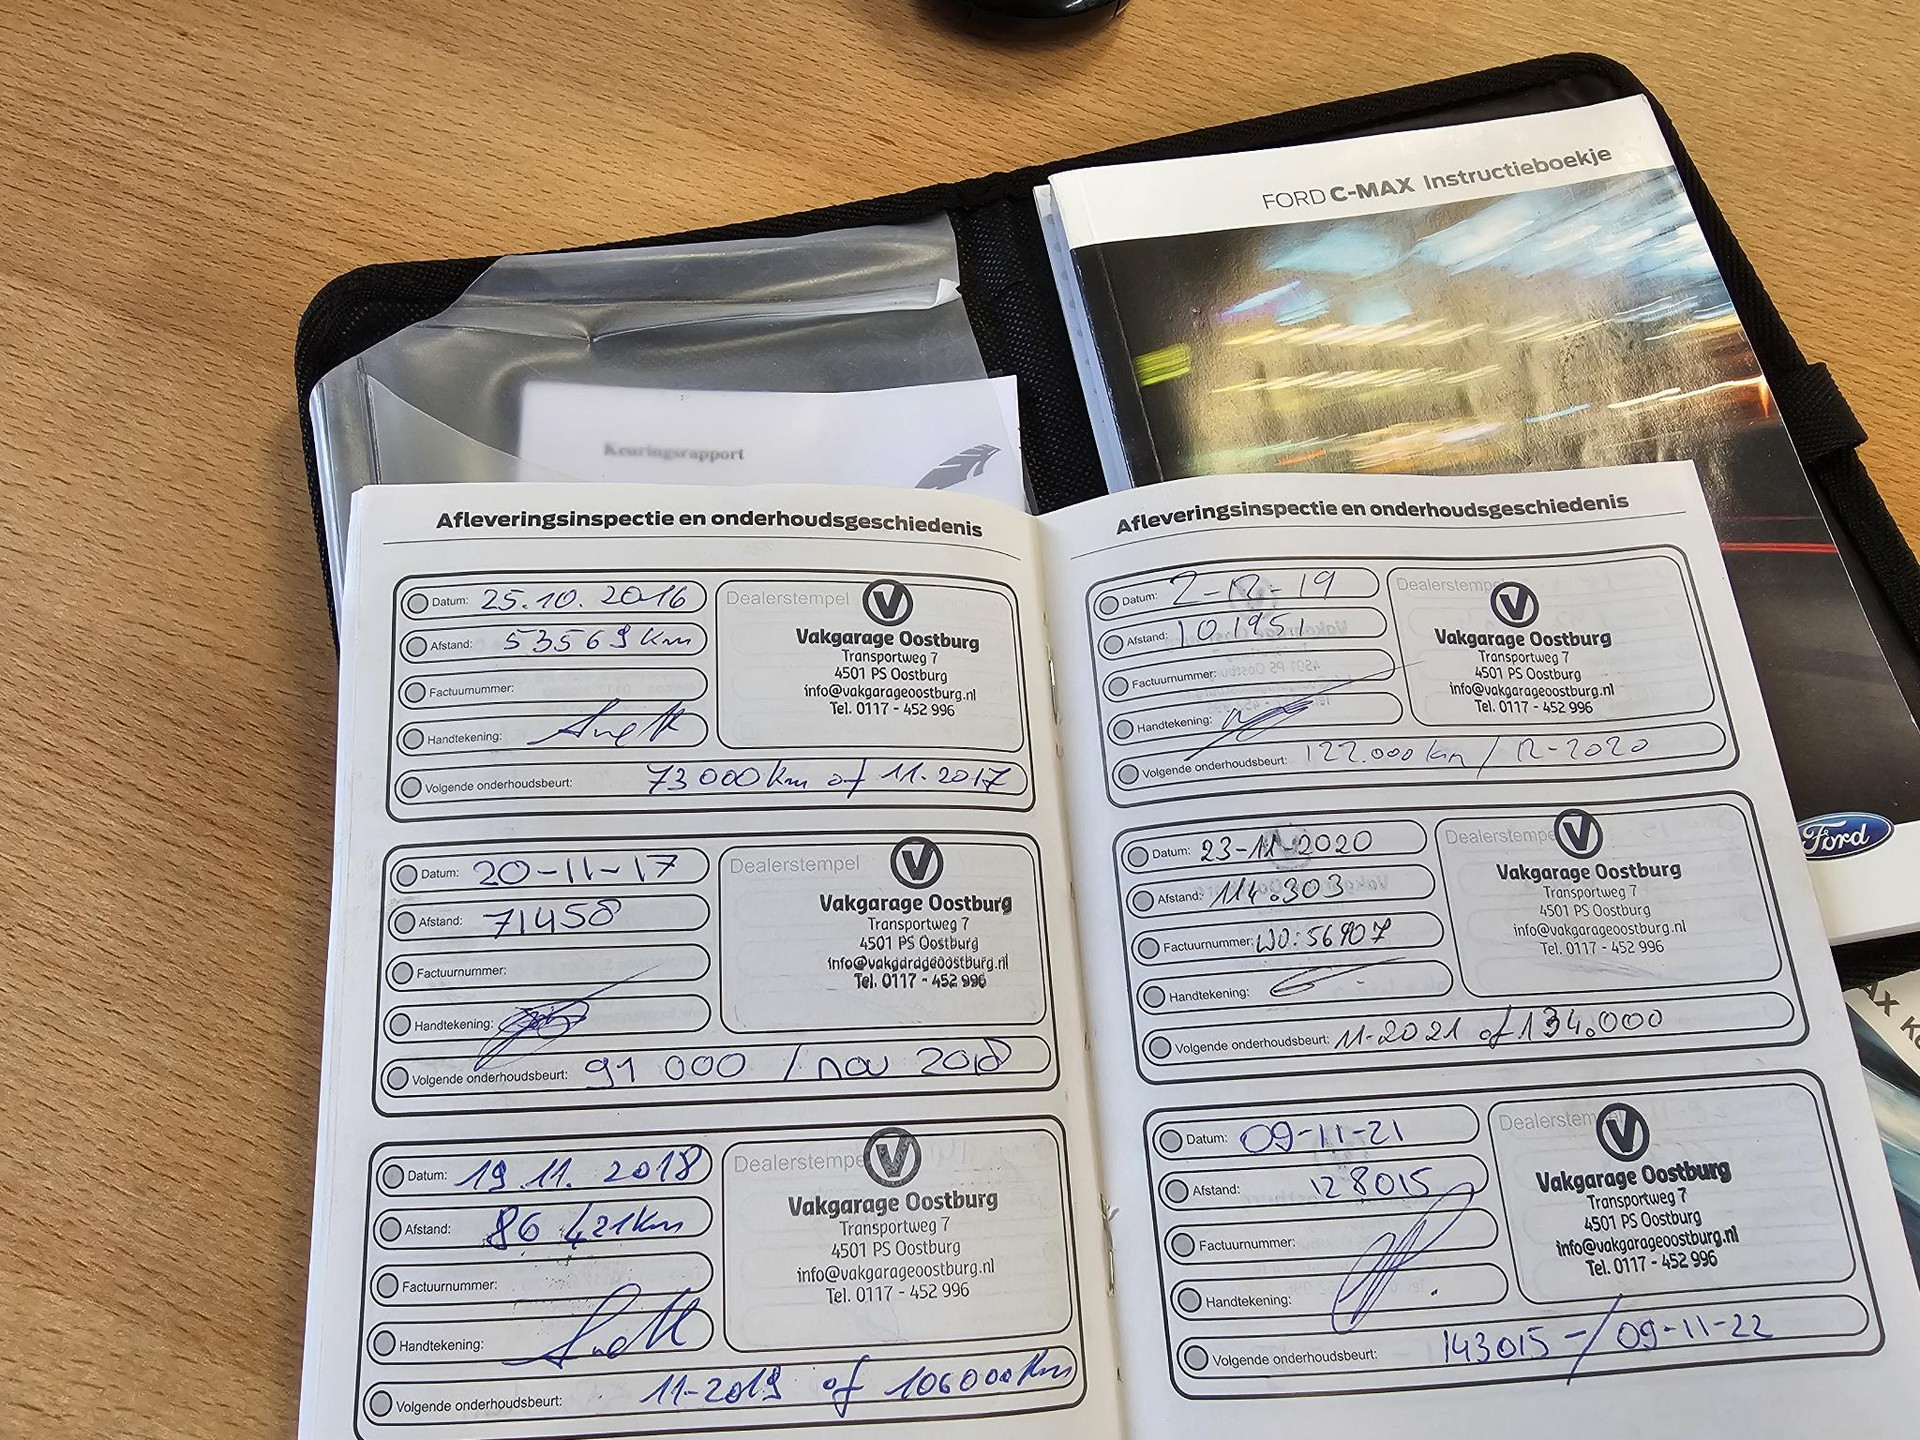 FORD C-MAX Instructieboekje
Keuringsrapport
Ford
Afleveringsinspectie en onderhoudsgeschiedenis
Datum: 25.10.2016
Afstand: 53569 km
Factuurnummer:
Handtekening:
Volgende onderhoudsbeurt: 73000 km of 11.2017
Dealerstempel
Vakgarage Oostburg
Transportweg 7
4501 PS Oostburg
info@vakgarageoostburg.nl
Tel. 0117 - 452 996
Datum: 20-11-17
Afstand: 71458
Factuurnummer:
Handtekening:
Volgende onderhoudsbeurt: 91 000 / nov 2018
Dealerstempel
Vakgarage Oostburg
Transportweg 7
4501 PS Oostburg
info@vakgarageoostburg.nl
Tel. 0117 - 452 996
Datum: 19.11.2018
Afstand: 86 421 km
Factuurnummer:
Handtekening:
Volgende onderhoudsbeurt: 11-2019 of 106000 km
Dealerstempel
Vakgarage Oostburg
Transportweg 7
4501 PS Oostburg
info@vakgarageoostburg.nl
Tel. 0117 - 452 996
Afleveringsinspectie en onderhoudsgeschiedenis
Datum: 2-12-19
Afstand: 101951
Factuurnummer:
Handtekening:
Volgende onderhoudsbeurt: 122.000 km / 12-2020
Dealerstempel
Vakgarage Oostburg
Transportweg 7
4501 PS Oostburg
info@vakgarageoostburg.nl
Tel. 0117 - 452 996
Datum: 23-11-2020
Afstand: 114.303
Factuurnummer: WO: 56907
Handtekening:
Volgende onderhoudsbeurt: 11-2021 of 134.000
Dealerstempel
Vakgarage Oostburg
Transportweg 7
4501 PS Oostburg
info@vakgarageoostburg.nl
Tel. 0117 - 452 996
Datum: 09-11-21
Afstand: 128015
Factuurnummer:
Handtekening:
Volgende onderhoudsbeurt: 143015 - / 09-11-22
Dealerstempel
Vakgarage Oostburg
Transportweg 7
4501 PS Oostburg
info@vakgarageoostburg.nl
Tel. 0117 - 452 996